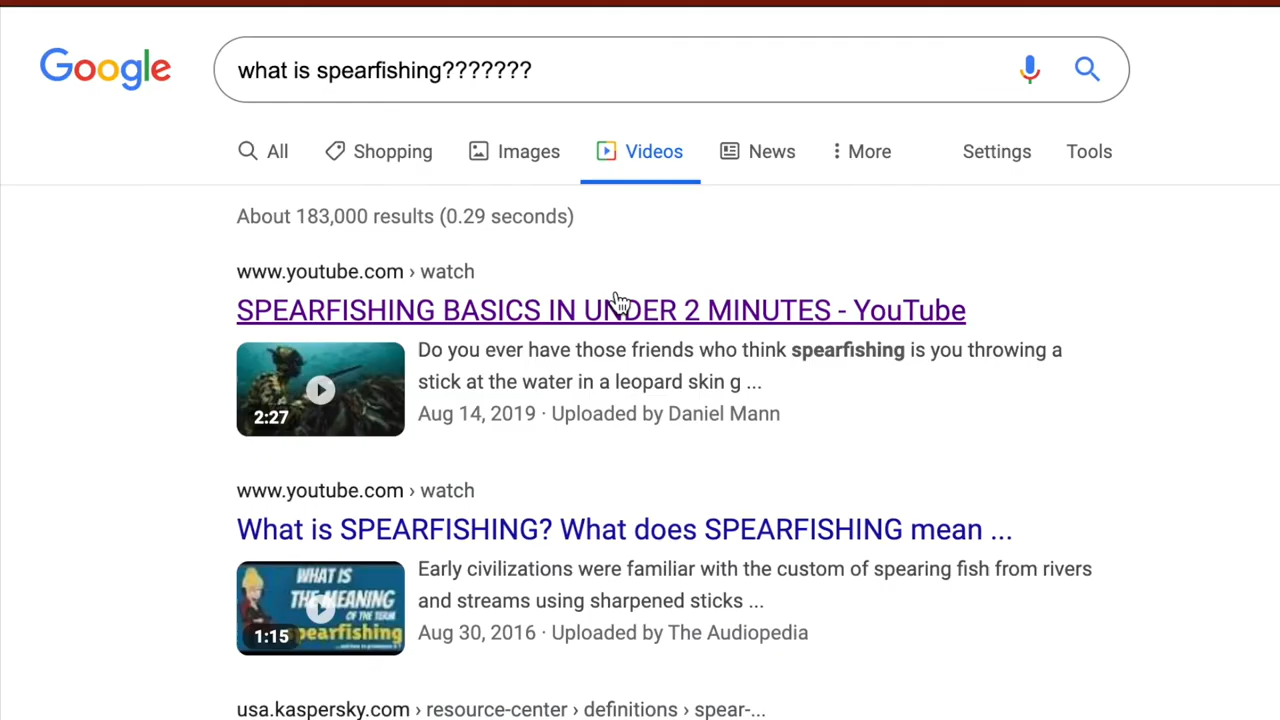 Google
what is spearfishing???????
All Shopping Images Videos News More Settings Tools
About 183,000 results (0.29 seconds)
www.youtube.com › watch
SPEARFISHING BASICS IN UNDER 2 MINUTES - YouTube
Do you ever have those friends who think spearfishing is you throwing a
stick at the water in a leopard skin g ...
2:27
Aug 14, 2019 · Uploaded by Daniel Mann
www.youtube.com › watch
What is SPEARFISHING? What does SPEARFISHING mean ...
WHAT IS
THE MEANING
OF THE TERM
spearfishing
1:15
Early civilizations were familiar with the custom of spearing fish from rivers
and streams using sharpened sticks ...
Aug 30, 2016 · Uploaded by The Audiopedia
usa.kaspersky.com › resource-center › definitions › spear-...